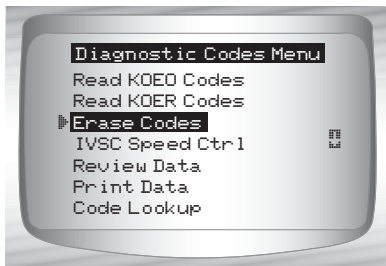 Diagnostic Codes Menu
Read KOEO Codes
Read KOER Codes
Erase Codes
IVSC Speed Ctrl
Review Data
Print Data
Code Lookup